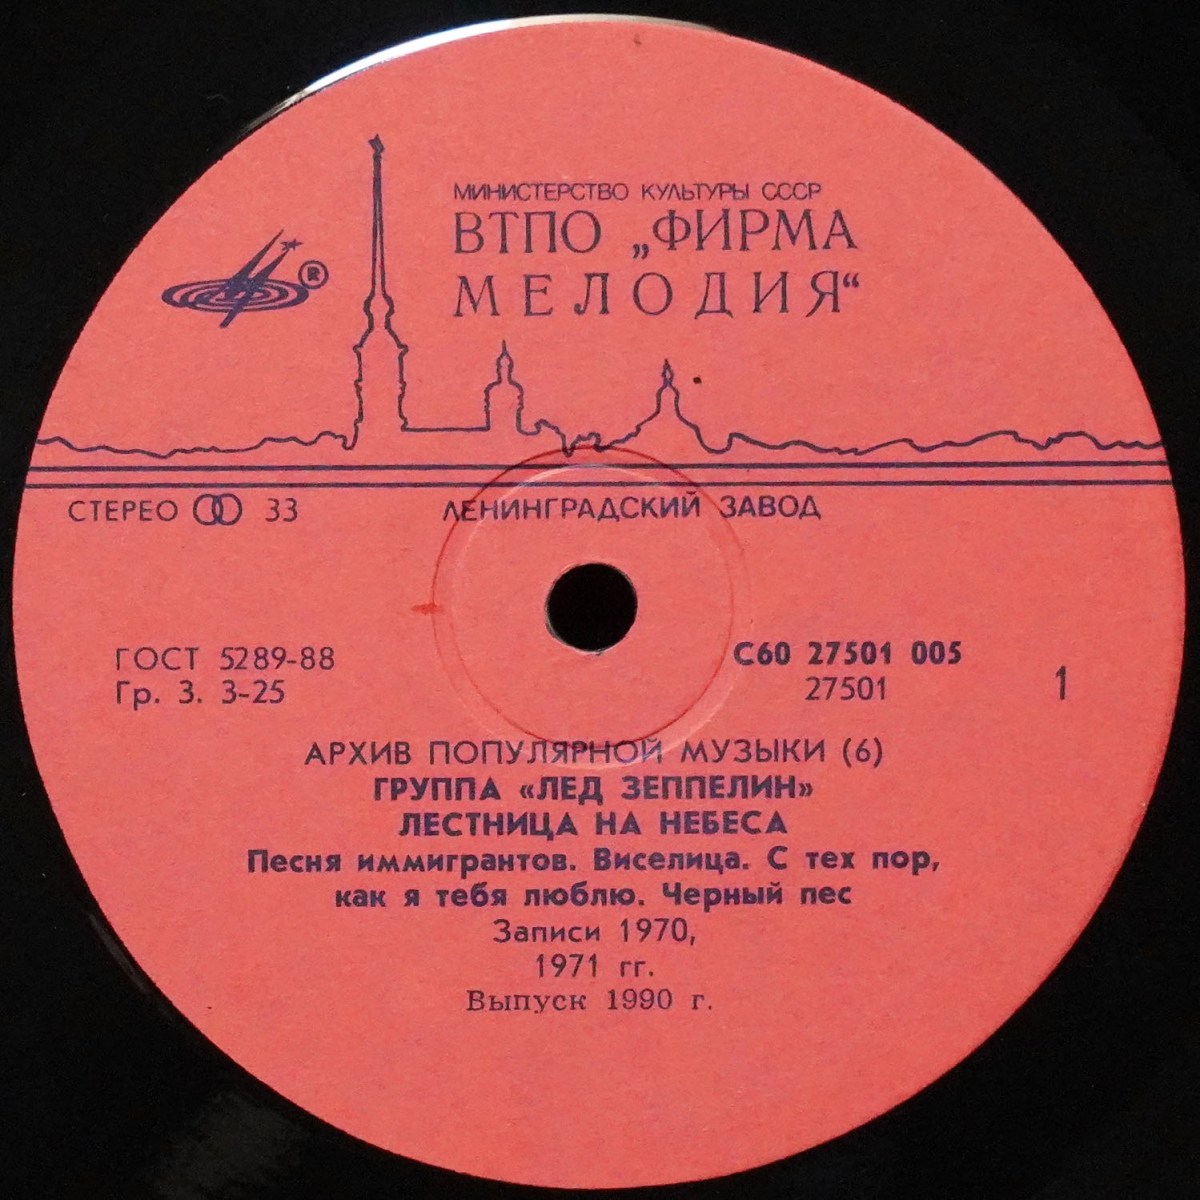 МИНИСТЕРСТВО КУЛЬТУРЫ СССР
ВТПО „ФИРМА
МЕЛОДИЯ“
®
СТЕРЕО 33
ЛЕНИНГРАДСКИЙ ЗАВОД
ГОСТ 5289-88
Гр. 3. 3-25
С60 27501 005
27501
1
АРХИВ ПОПУЛЯРНОЙ МУЗЫКИ (6)
ГРУППА «ЛЕД ЗЕППЕЛИН»
ЛЕСТНИЦА НА НЕБЕСА
Песня иммигрантов. Виселица. С тех пор,
как я тебя люблю. Черный пес
Записи 1970,
1971 гг.
Выпуск 1990 г.